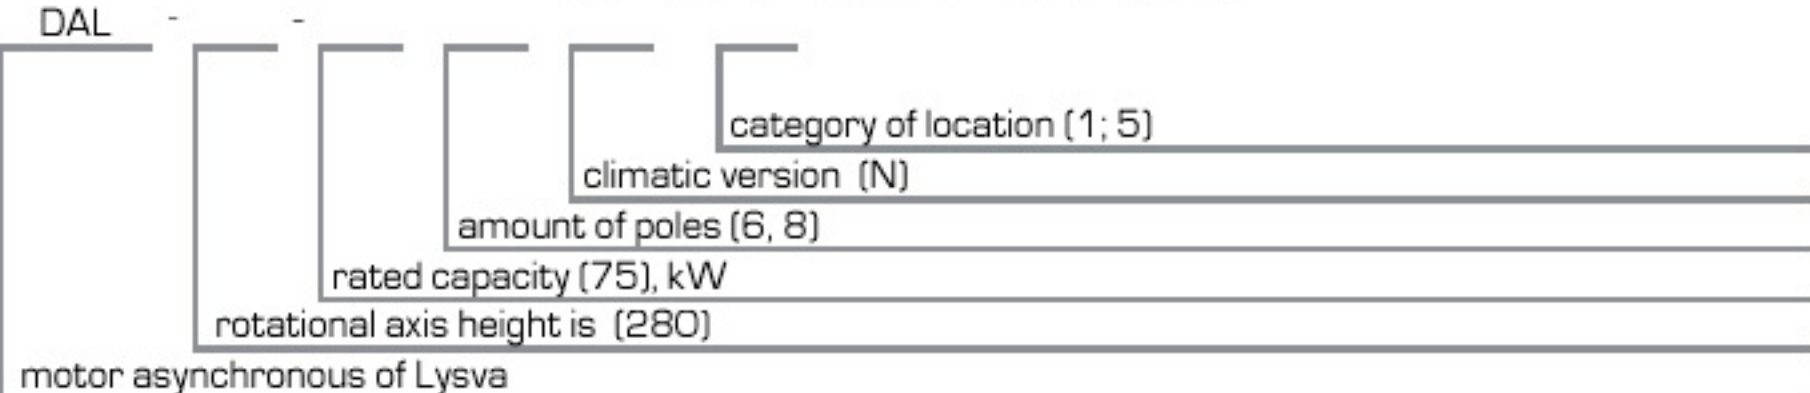 DAL - -
category of location (1; 5)
climatic version (N)
amount of poles (6, 8)
rated capacity (75), kW
rotational axis height is (280)
motor asynchronous of Lysva